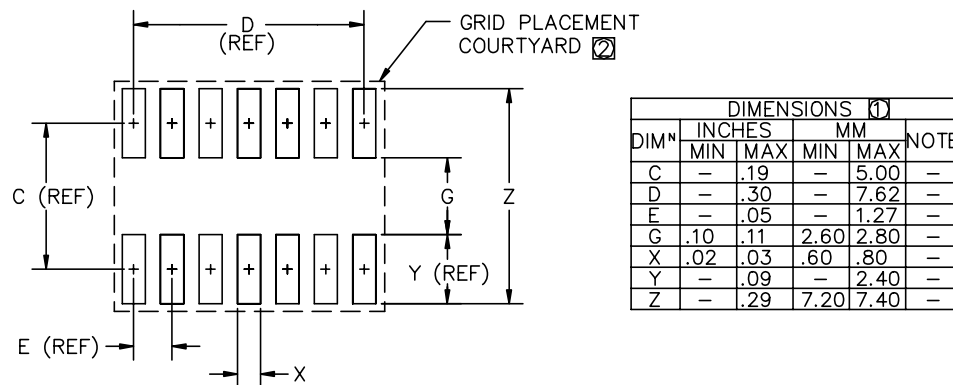 D
(REF)
GRID PLACEMENT
COURTYARD ②
C (REF)
G
Z
Y (REF)
E (REF)
X
DIMENSIONS ①
DIMᴺ INCHES MM NOTE
MIN MAX MIN MAX
C – .19 – 5.00 –
D – .30 – 7.62 –
E – .05 – 1.27 –
G .10 .11 2.60 2.80 –
X .02 .03 .60 .80 –
Y – .09 – 2.40 –
Z – .29 7.20 7.40 –